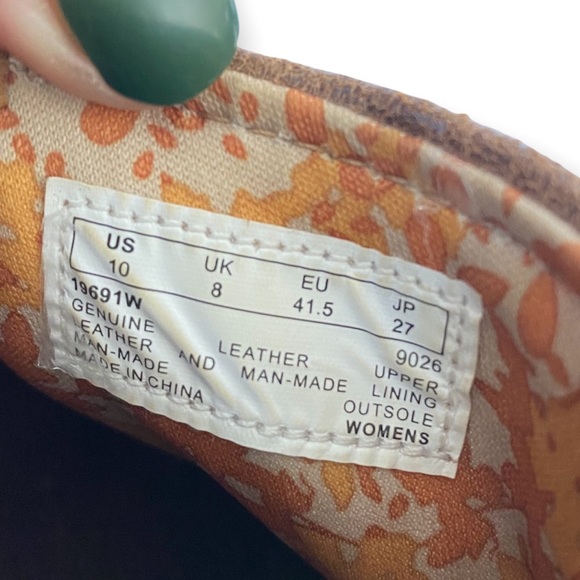 US UK EU JP
10 8 41.5 27
19691W 9026
GENUINE LEATHER UPPER
LEATHER AND MAN-MADE LINING
MAN-MADE OUTSOLE
MADE IN CHINA WOMENS